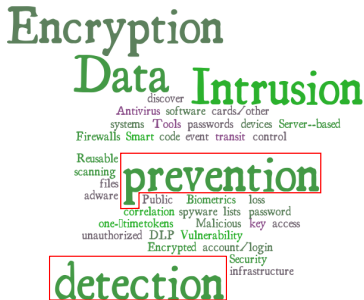 Encryption
Data Intrusion
discover
Antivirus software cards/other
systems Tools passwords devices Server--based
Firewalls Smart code event transit control
Reusable
scanning
files
adware
prevention
Public Biometrics loss
correlation spyware lists password
one-timetokens Malicious key access
unauthorized DLP Vulnerability
Encrypted account/login
Security
infrastructure
detection